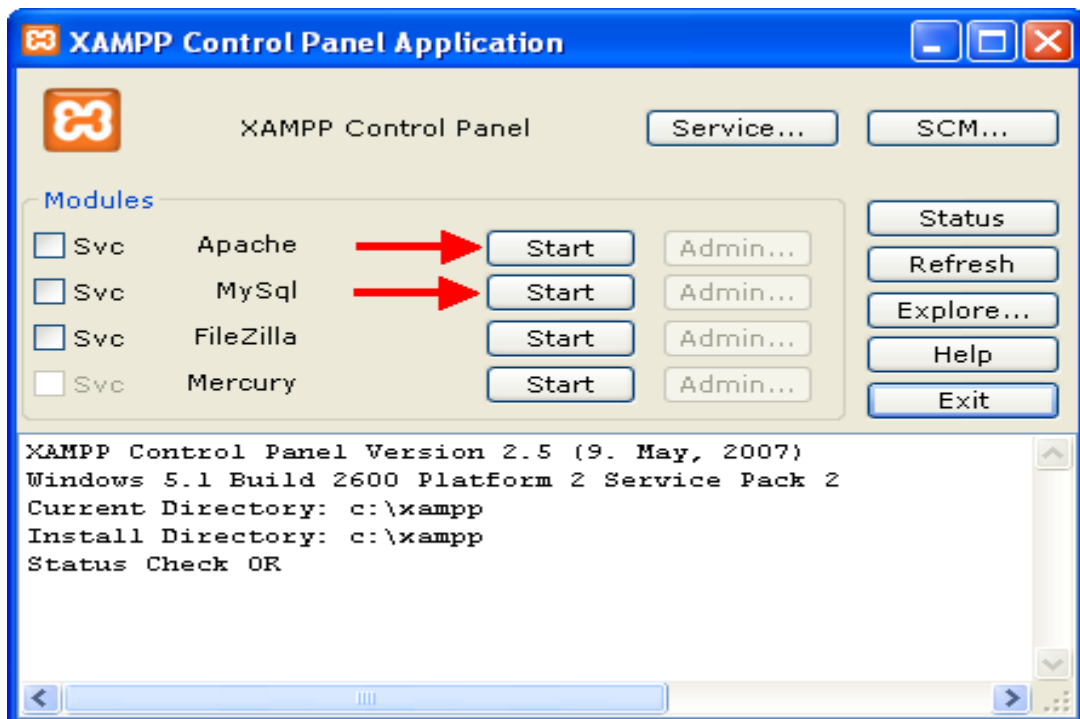 XAMPP Control Panel Application
XAMPP Control Panel
Service...
SCM...
Modules
Svc Apache Start Admin...
Svc MySql Start Admin...
Svc FileZilla Start Admin...
Svc Mercury Start Admin...
Status
Refresh
Explore...
Help
Exit
XAMPP Control Panel Version 2.5 (9. May, 2007)
Windows 5.1 Build 2600 Platform 2 Service Pack 2
Current Directory: c:\xampp
Install Directory: c:\xampp
Status Check OK